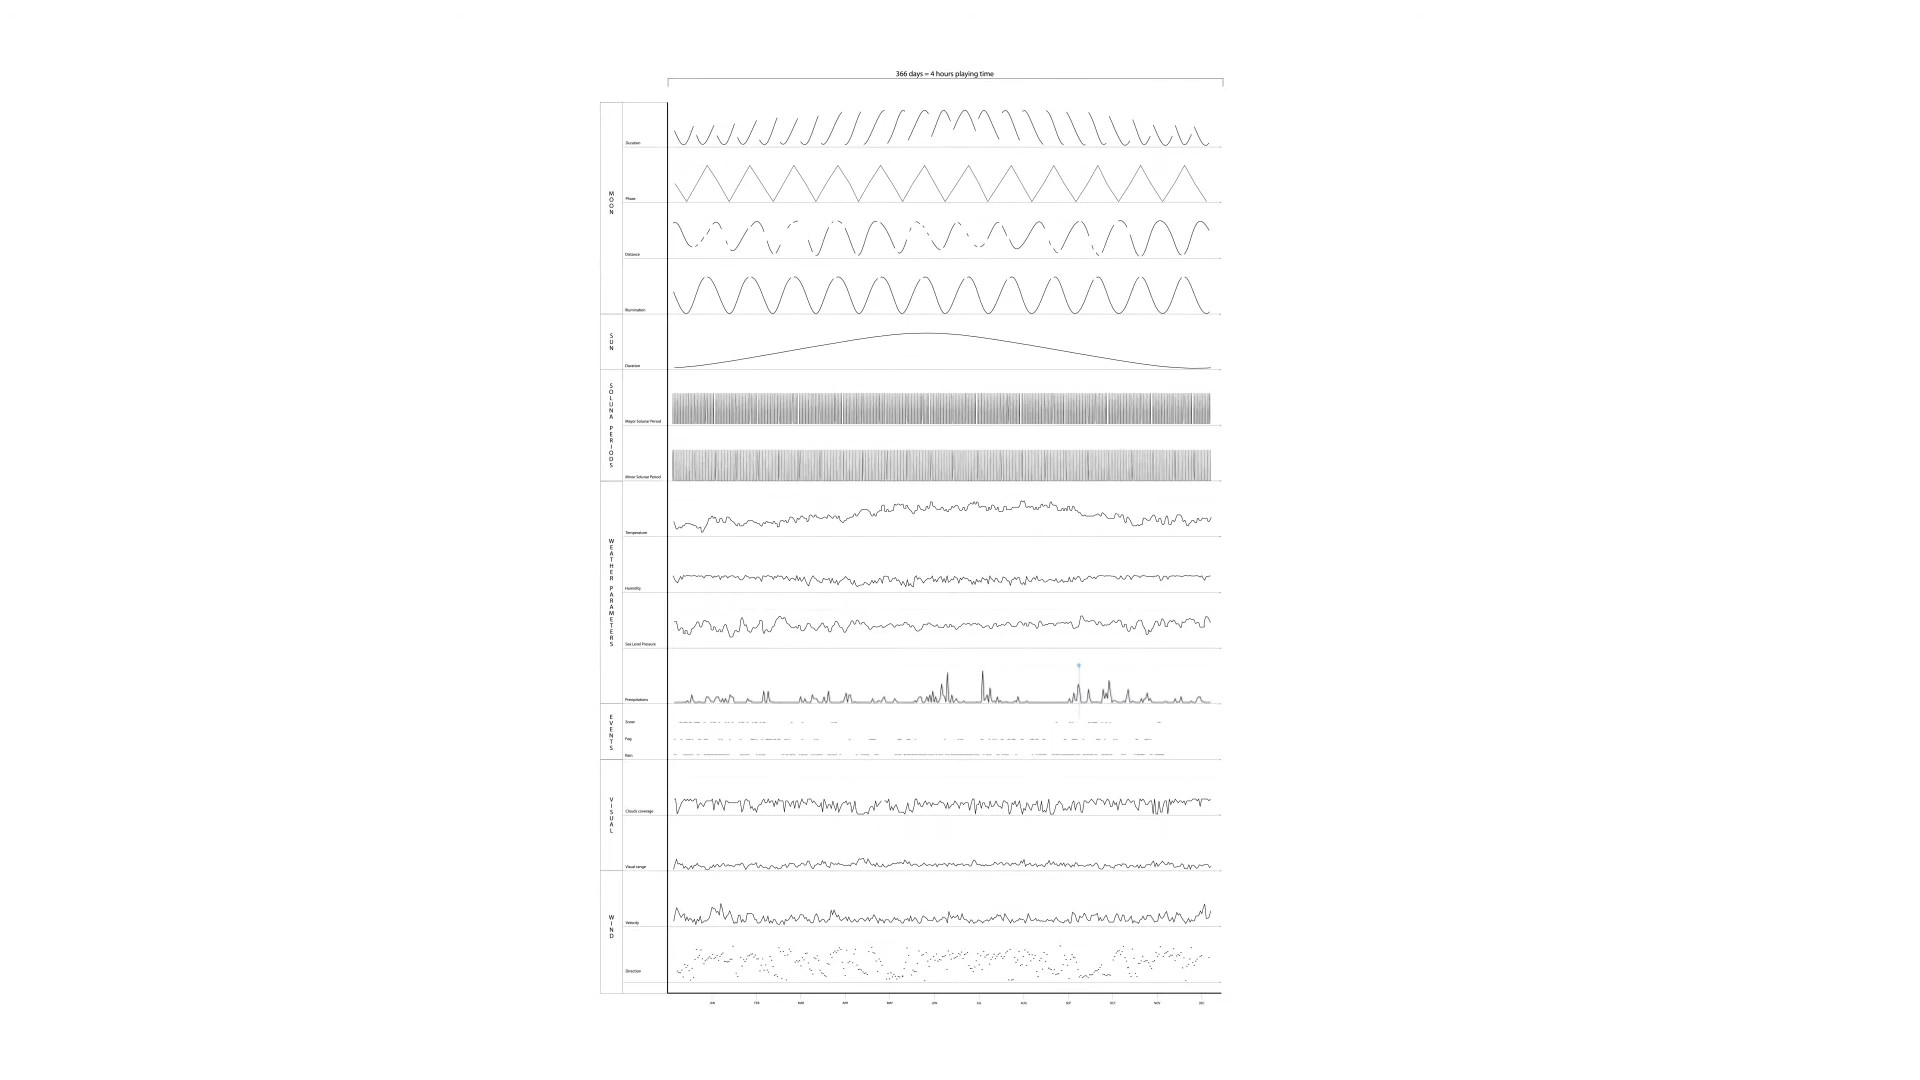 366 days = 4 hours playing time
MOON
Duration
Phase
Distance
Illumination
SUN
Duration
SOLUNA PERIODS
Mayor Solunar Period
Minor Solunar Period
WEATHER PARAMETERS
Temperature
Humidity
Sea Level Pressure
Precipitations
EVENTS
Snow
Fog
Rain
VISUAL
Clouds coverage
Visual range
WIND
Velocity
Direction
JAN FEB MAR APR MAY JUN JUL AUG SEP OCT NOV DEC